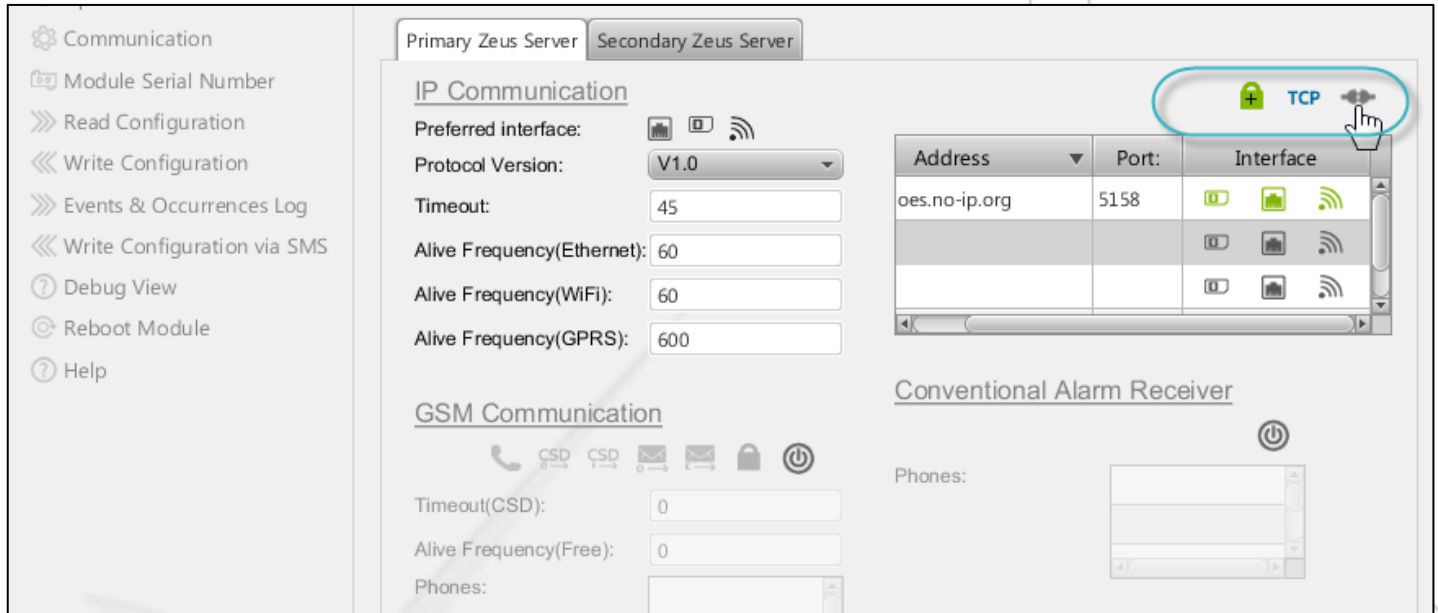 Communication
Module Serial Number
Read Configuration
Write Configuration
Events & Occurrences Log
Write Configuration via SMS
Debug View
Reboot Module
Help
Primary Zeus Server Secondary Zeus Server
IP Communication
Preferred interface:
Protocol Version: V1.0
Timeout: 45
Alive Frequency(Ethernet): 60
Alive Frequency(WiFi): 60
Alive Frequency(GPRS): 600
TCP
Address Port: Interface
oes.no-ip.org 5158
GSM Communication
CSD CSD
Timeout(CSD): 0
Alive Frequency(Free): 0
Phones:
Conventional Alarm Receiver
Phones: